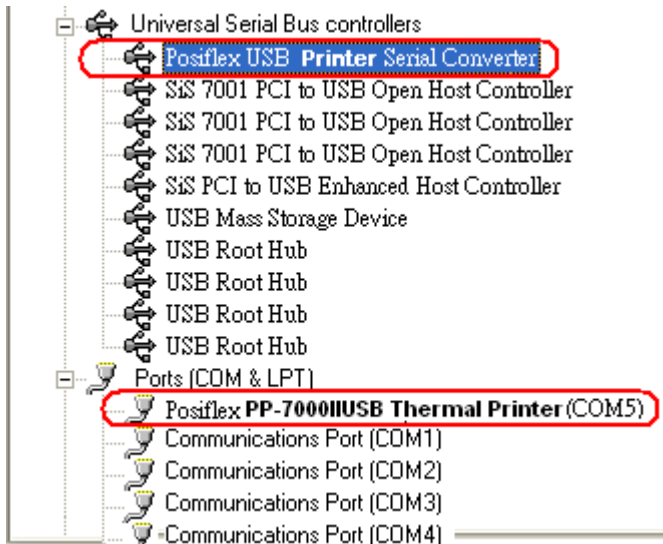 Universal Serial Bus controllers
Posiflex USB Printer Serial Converter
SiS 7001 PCI to USB Open Host Controller
SiS 7001 PCI to USB Open Host Controller
SiS 7001 PCI to USB Open Host Controller
SiS PCI to USB Enhanced Host Controller
USB Mass Storage Device
USB Root Hub
USB Root Hub
USB Root Hub
USB Root Hub
Ports (COM & LPT)
Posiflex PP-7000IIUSB Thermal Printer (COM5)
Communications Port (COM1)
Communications Port (COM2)
Communications Port (COM3)
Communications Port (COM4)